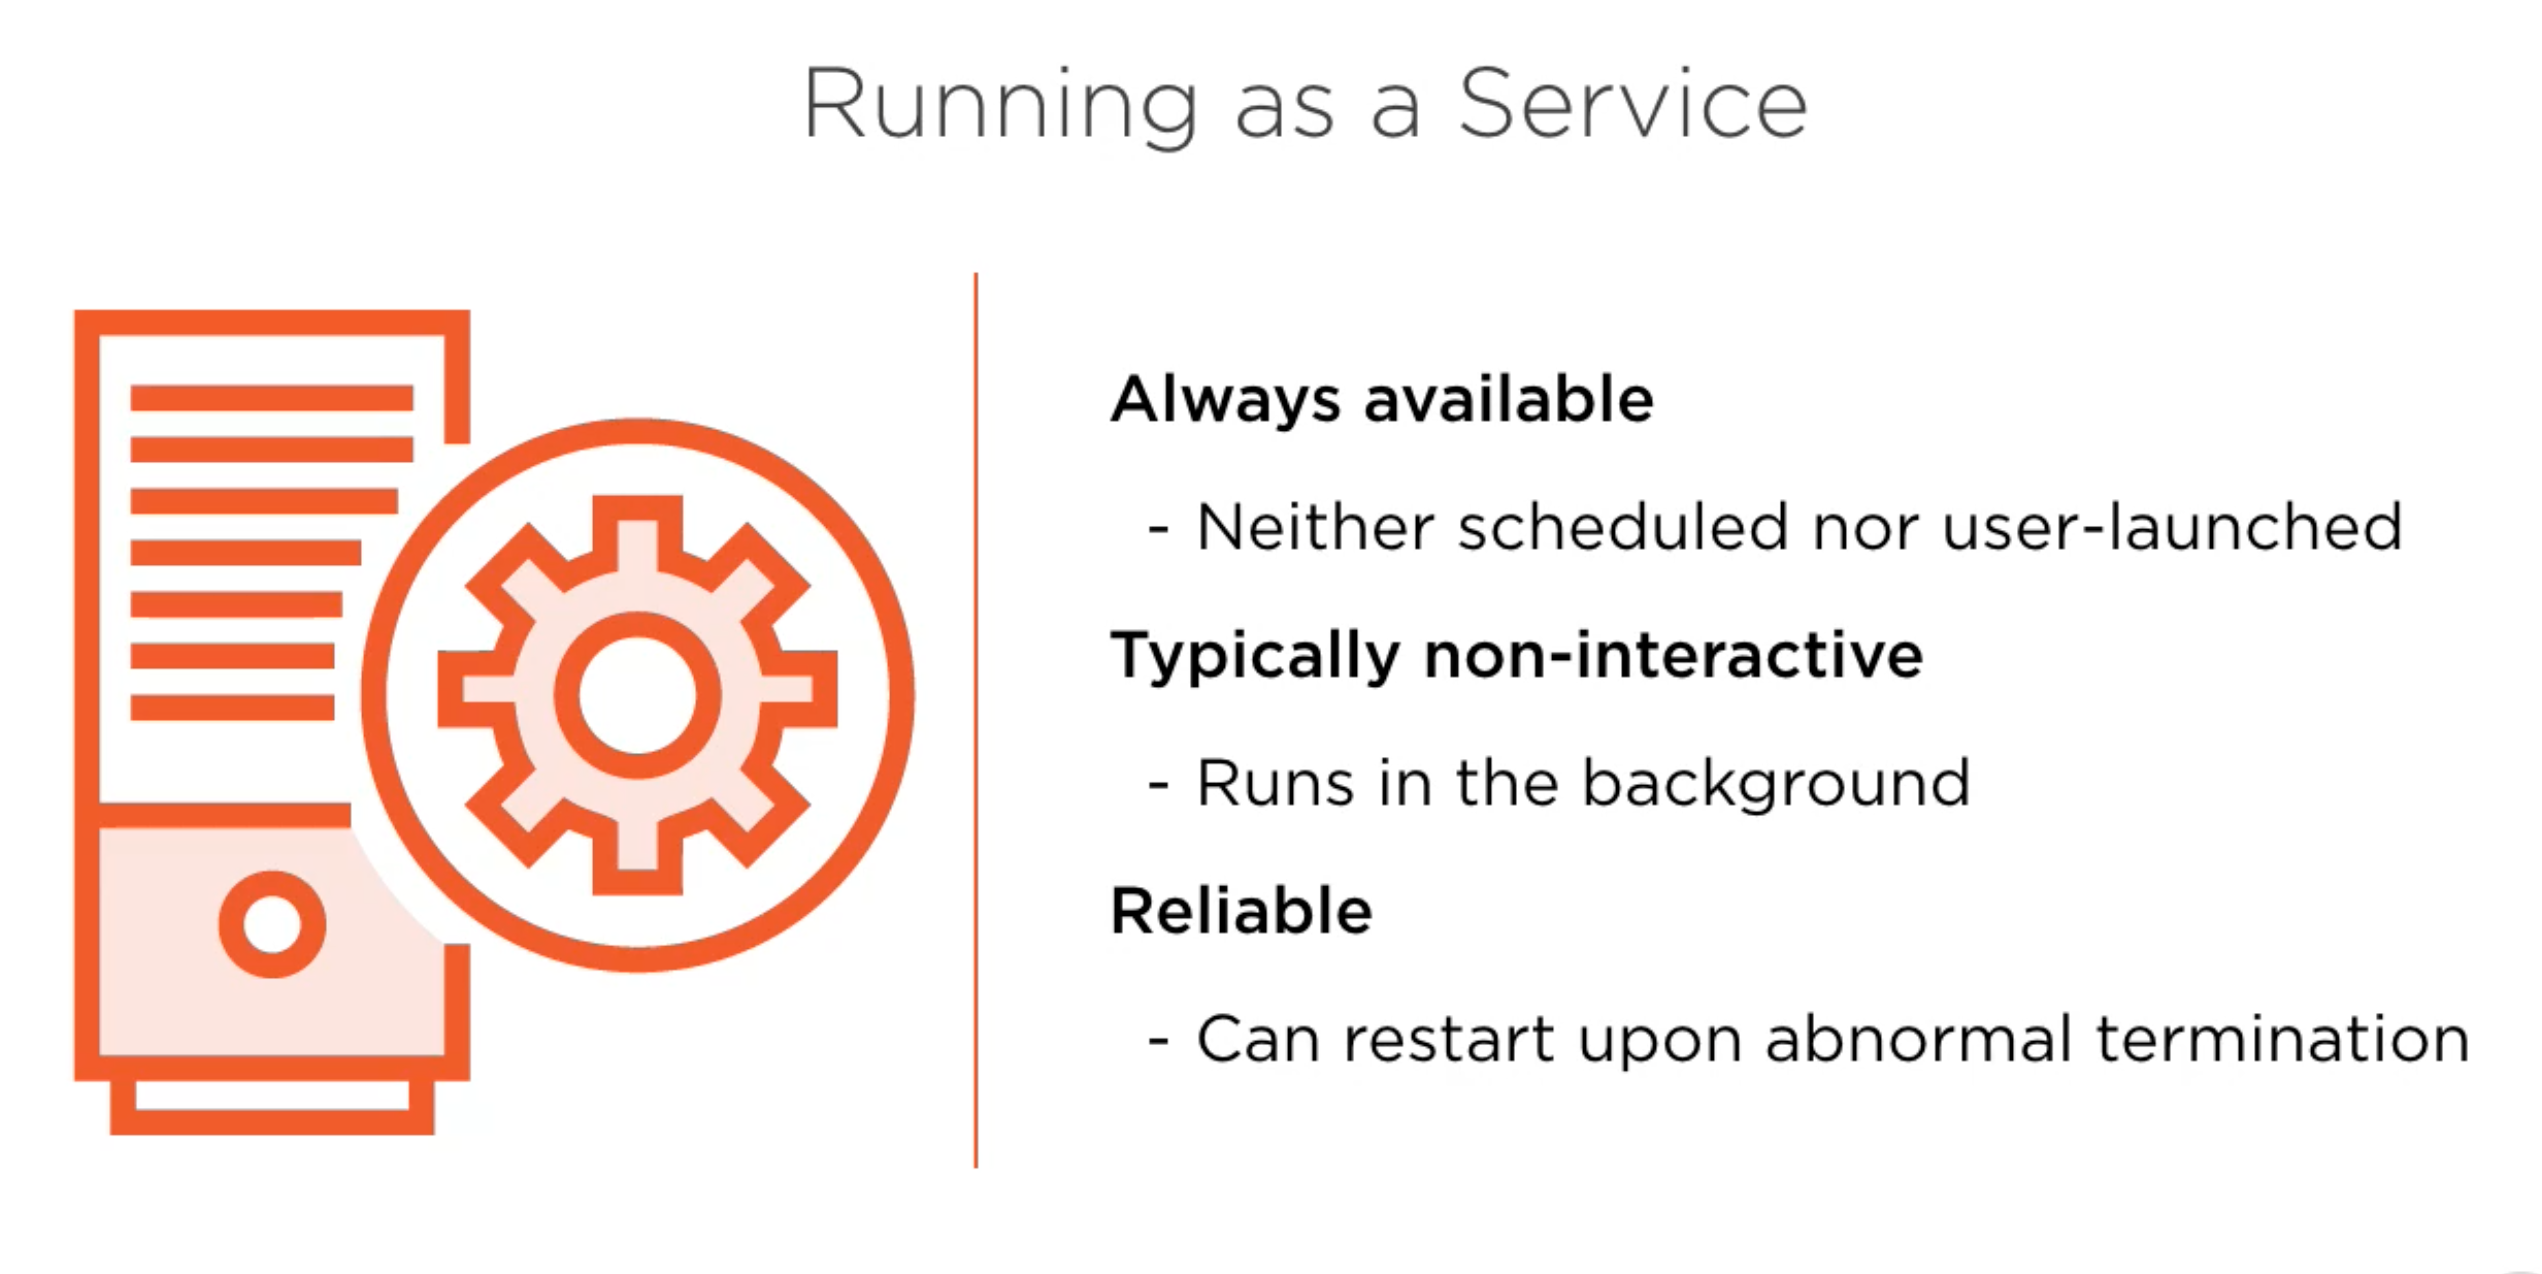 Running as a Service
Always available
- Neither scheduled nor user-launched
Typically non-interactive
- Runs in the background
Reliable
- Can restart upon abnormal termination